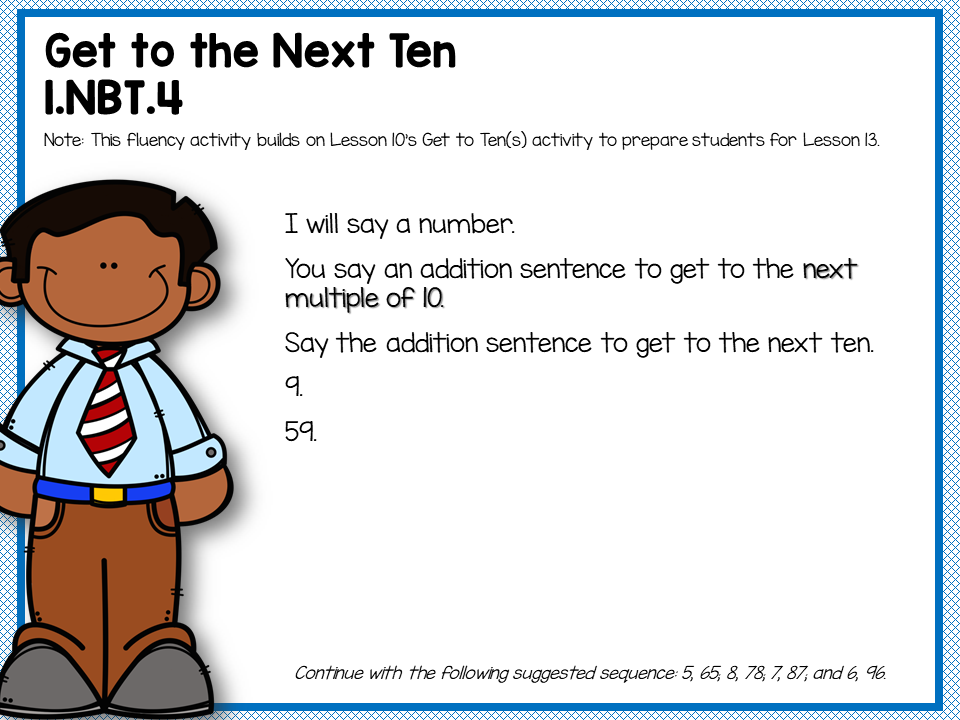 Get to the Next Ten
1.NBT.4
Note: This fluency activity builds on Lesson 10's Get to Ten(s) activity to prepare students for Lesson 13.
I will say a number.
You say an addition sentence to get to the next
multiple of 10.
Say the addition sentence to get to the next ten.
9.
59.
Continue with the following suggested sequence: 5, 65; 8, 78; 7, 87; and 6, 96.